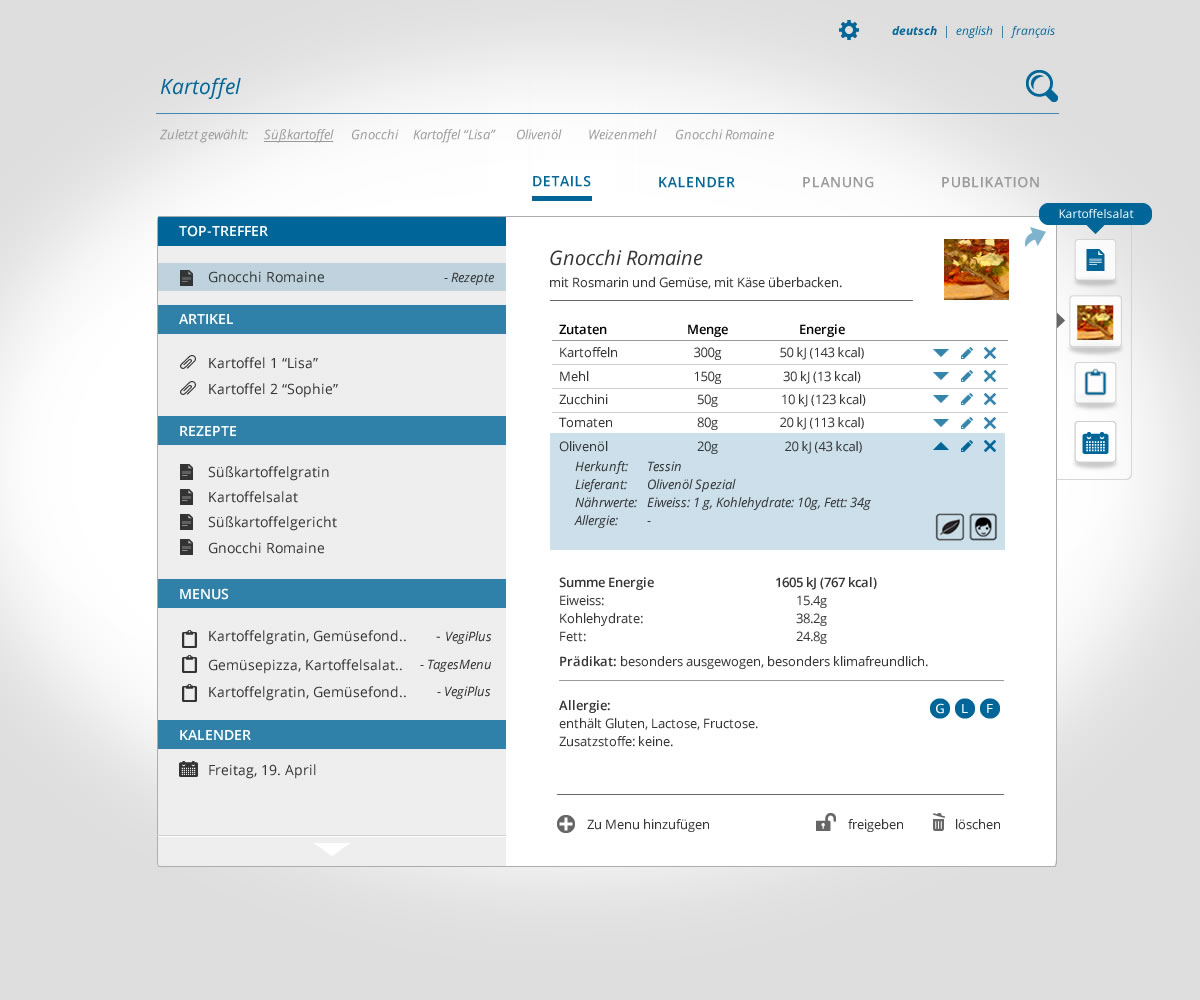 deutsch | english | français
Kartoffel
Zuletzt gewählt: Süßkartoffel Gnocchi Kartoffel “Lisa” Olivenöl Weizenmehl Gnocchi Romaine
DETAILS KALENDER PLANUNG PUBLIKATION
Kartoffelsalat
TOP-TREFFER
Gnocchi Romaine - Rezepte
ARTIKEL
Kartoffel 1 “Lisa”
Kartoffel 2 “Sophie”
REZEPTE
Süßkartoffelgratin
Kartoffelsalat
Süßkartoffelgericht
Gnocchi Romaine
MENUS
Kartoffelgratin, Gemüsefond.. - VegiPlus
Gemüsepizza, Kartoffelsalat.. - TagesMenu
Kartoffelgratin, Gemüsefond.. - VegiPlus
KALENDER
Freitag, 19. April
Gnocchi Romaine
mit Rosmarin und Gemüse, mit Käse überbacken.
Zutaten Menge Energie
Kartoffeln 300g 50 kJ (143 kcal)
Mehl 150g 30 kJ (13 kcal)
Zucchini 50g 10 kJ (123 kcal)
Tomaten 80g 20 kJ (113 kcal)
Olivenöl 20g 20 kJ (43 kcal)
Herkunft: Tessin
Lieferant: Olivenöl Spezial
Nährwerte: Eiweiss: 1 g, Kohlehydrate: 10g, Fett: 34g
Allergie: -
Summe Energie 1605 kJ (767 kcal)
Eiweiss: 15.4g
Kohlehydrate: 38.2g
Fett: 24.8g
Prädikat: besonders ausgewogen, besonders klimafreundlich.
Allergie: G L F
enthält Gluten, Lactose, Fructose.
Zusatzstoffe: keine.
Zu Menu hinzufügen freigeben löschen